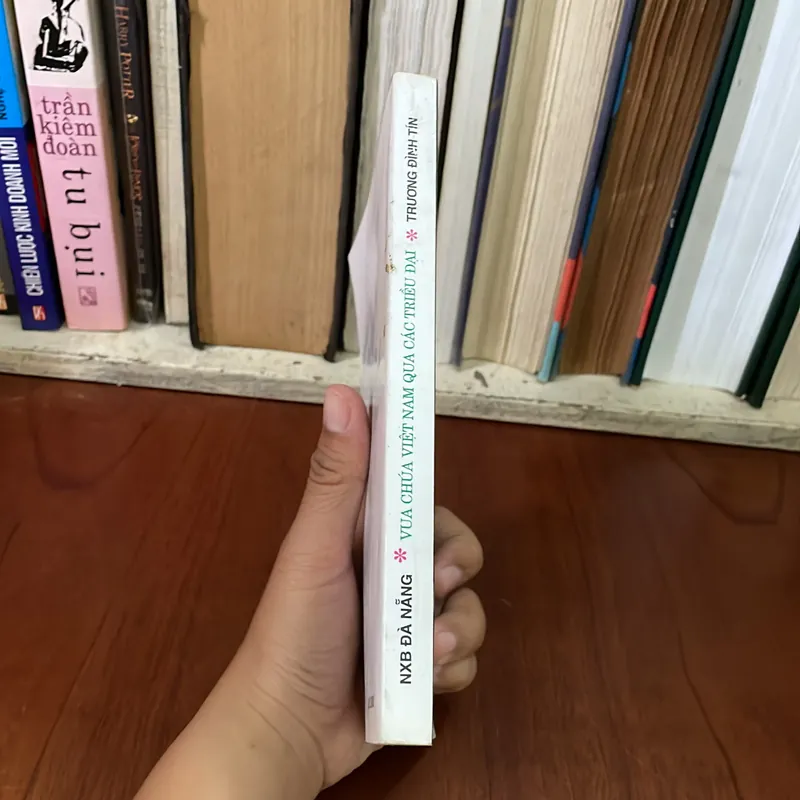 NXB ĐÀ NẴNG * VUA CHÚA VIỆT NAM QUA CÁC TRIỀU ĐẠI * TRƯƠNG ĐÌNH TÍN
trần
kiêm
đoàn
tu bụi
CHIẾN LƯỢC KINH DOANH MỚI
HARRY POTTER